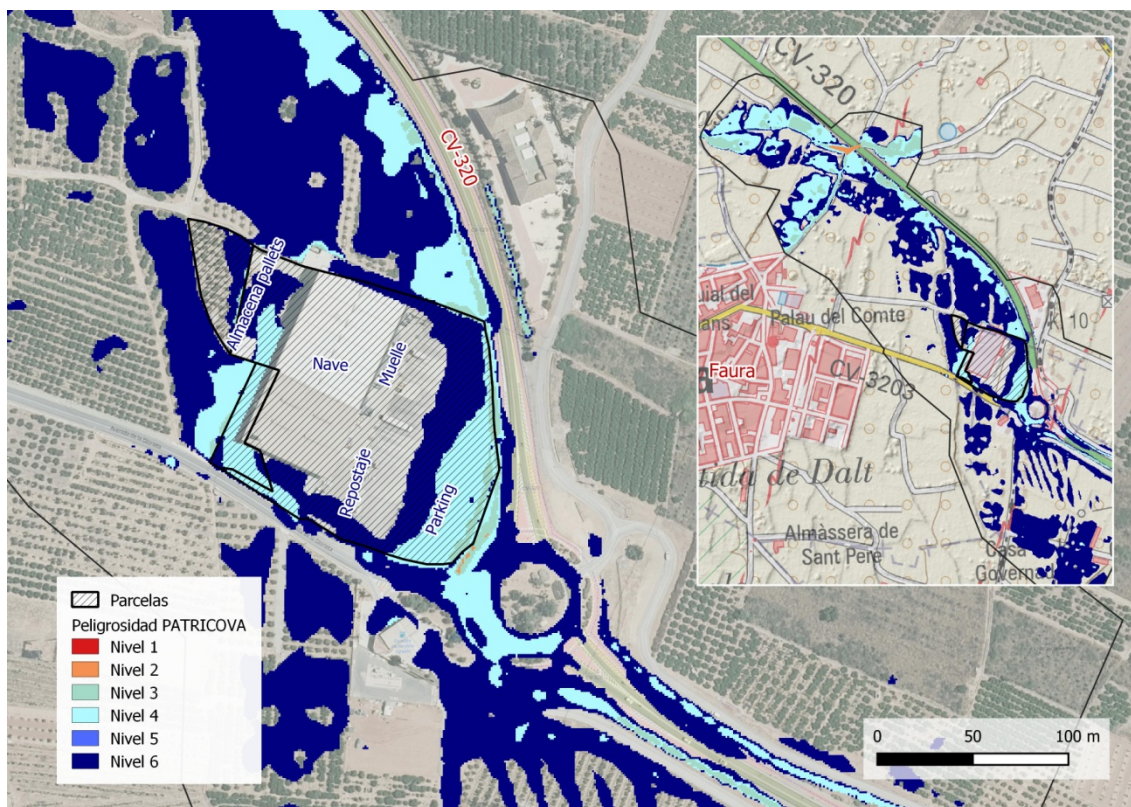 CV-320
Almacena pallets
Nave
Muelle
Repostaje
Parking
Parcelas
Peligrosidad PATRICOVA
Nivel 1
Nivel 2
Nivel 3
Nivel 4
Nivel 5
Nivel 6
CV-320
Palau del Comte
K 10
Faura
CV-3203
de Dalt
Almàssera de
Sant Pere
Casa
Governad
0 50 100 m